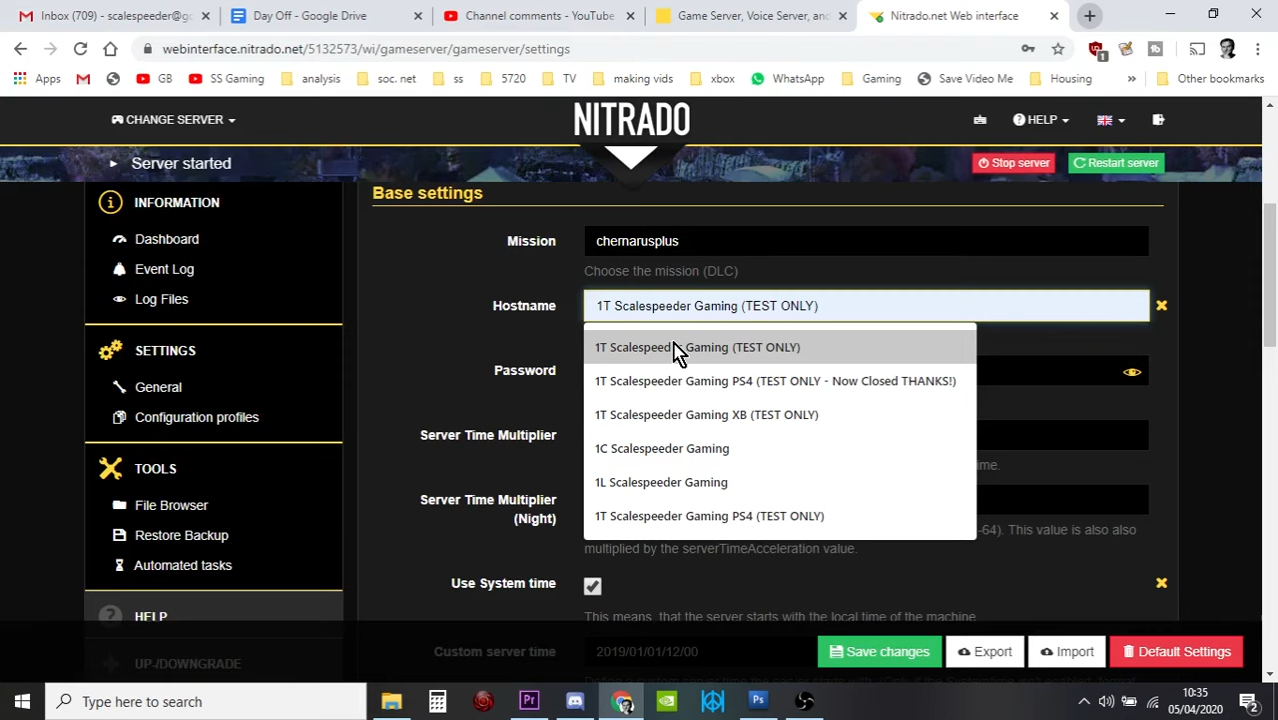 Inbox (709) - scalespeeder@g
Day Off - Google Drive
Channel comments - YouTube
Game Server, Voice Server, and
Nitrado.net Web interface
webinterface.nitrado.net/5132573/wi/gameserver/gameserver/settings
Apps
GB
SS Gaming
analysis
soc. net
ss
5720
TV
making vids
xbox
WhatsApp
Gaming
Save Video Me
Housing
»
Other bookmarks
CHANGE SERVER
NITRADO
HELP
Server started
Stop server
Restart server
INFORMATION
Dashboard
Event Log
Log Files
SETTINGS
General
Configuration profiles
TOOLS
File Browser
Restore Backup
Automated tasks
HELP
UP-/DOWNGRADE
Base settings
Mission
chernarusplus
Choose the mission (DLC)
Hostname
1T Scalespeeder Gaming (TEST ONLY)
1T Scalespeeder Gaming (TEST ONLY)
1T Scalespeeder Gaming PS4 (TEST ONLY - Now Closed THANKS!)
1T Scalespeeder Gaming XB (TEST ONLY)
1C Scalespeeder Gaming
1L Scalespeeder Gaming
1T Scalespeeder Gaming PS4 (TEST ONLY)
Password
Server Time Multiplier
me.
Server Time Multiplier
(Night)
-64). This value is also also
multiplied by the serverTimeAcceleration value.
Use System time
This means, that the server starts with the local time of the machine
Custom server time
2019/01/01/12/00
Save changes
Export
Import
Default Settings
Type here to search
10:35
05/04/2020
2